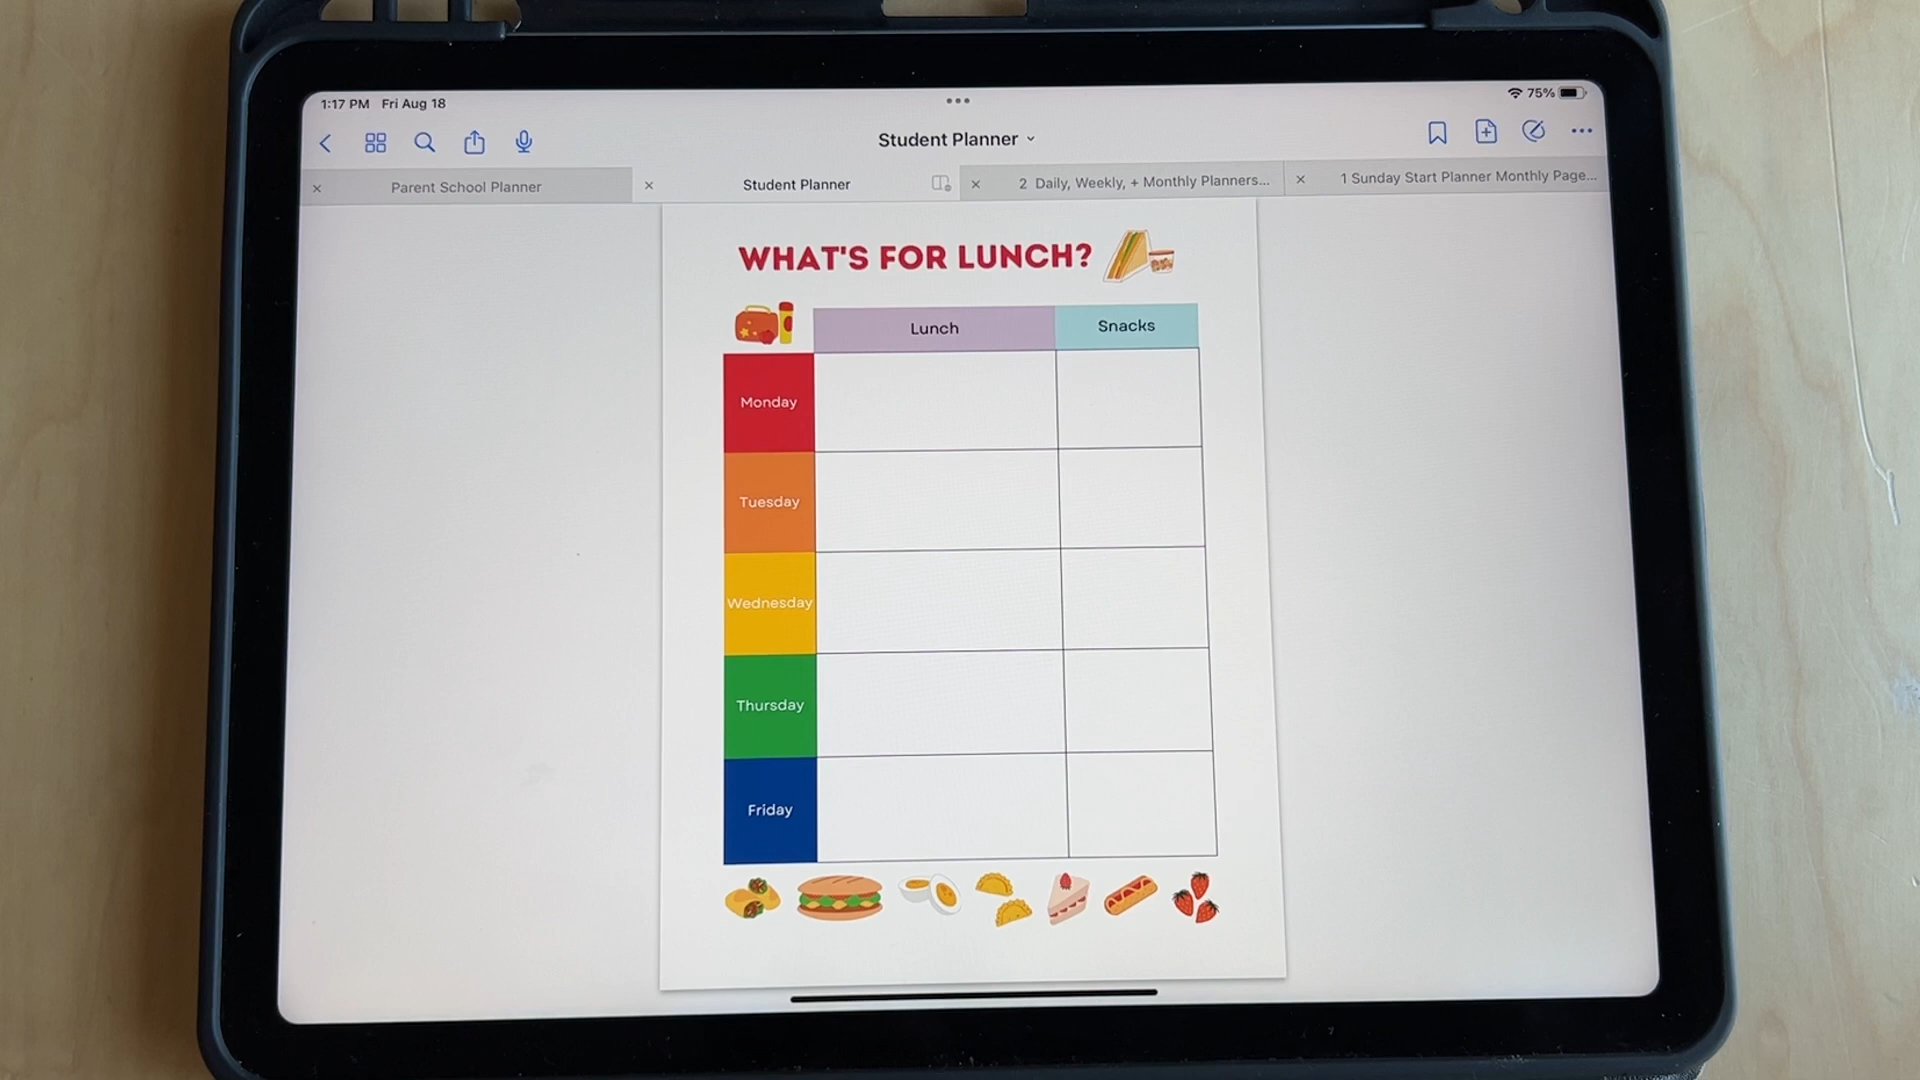 1:17 PM Fri Aug 18
75%
Student Planner
Parent School Planner
Student Planner
2 Daily, Weekly, + Monthly Planners...
1 Sunday Start Planner Monthly Page...
WHAT'S FOR LUNCH?
Lunch Snacks
Monday
Tuesday
Wednesday
Thursday
Friday